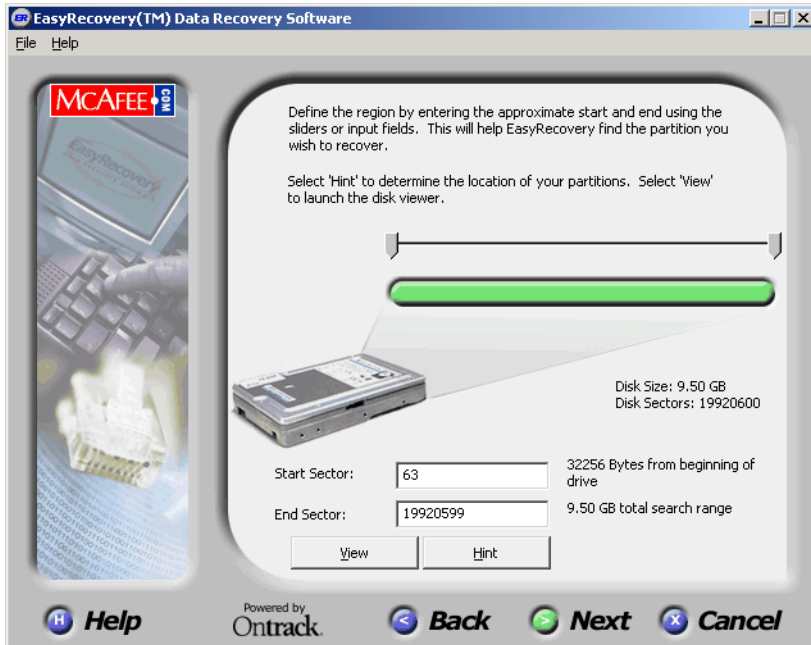 EasyRecovery(TM) Data Recovery Software
File Help
McAFEE.COM
EasyRecovery
Define the region by entering the approximate start and end using the
sliders or input fields. This will help EasyRecovery find the partition you
wish to recover.
Select 'Hint' to determine the location of your partitions. Select 'View'
to launch the disk viewer.
Disk Size: 9.50 GB
Disk Sectors: 19920600
Start Sector: 63 32256 Bytes from beginning of
drive
End Sector: 19920599 9.50 GB total search range
View Hint
Help Powered by
Ontrack. Back Next Cancel